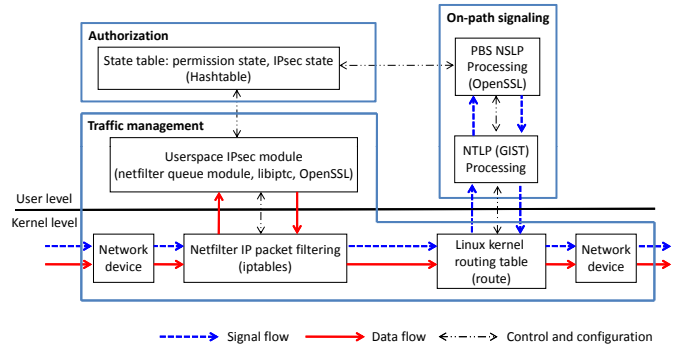 On-path signaling
Authorization
State table: permission state, IPsec state
(Hashtable)
PBS NSLP
Processing
(OpenSSL)
Traffic management
Userspace IPsec module
(netfilter queue module, libiptc, OpenSSL)
NTLP (GIST)
Processing
User level
Kernel level
Network
device
Netfilter IP packet filtering
(iptables)
Linux kernel
routing table
(route)
Network
device
Signal flow
Data flow
Control and configuration